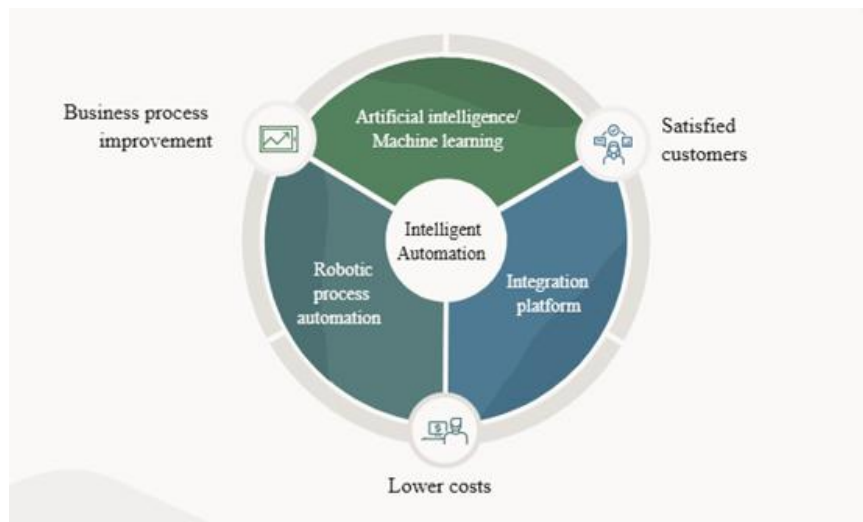 Business process
improvement
Artificial intelligence/
Machine learning
Satisfied
customers
Intelligent
Automation
Robotic
process
automation
Integration
platform
Lower costs